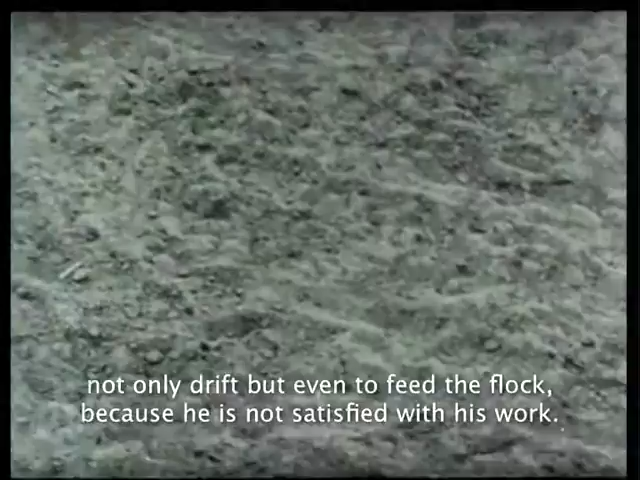 not only drift but even to feed the flock,
because he is not satisfied with his work.